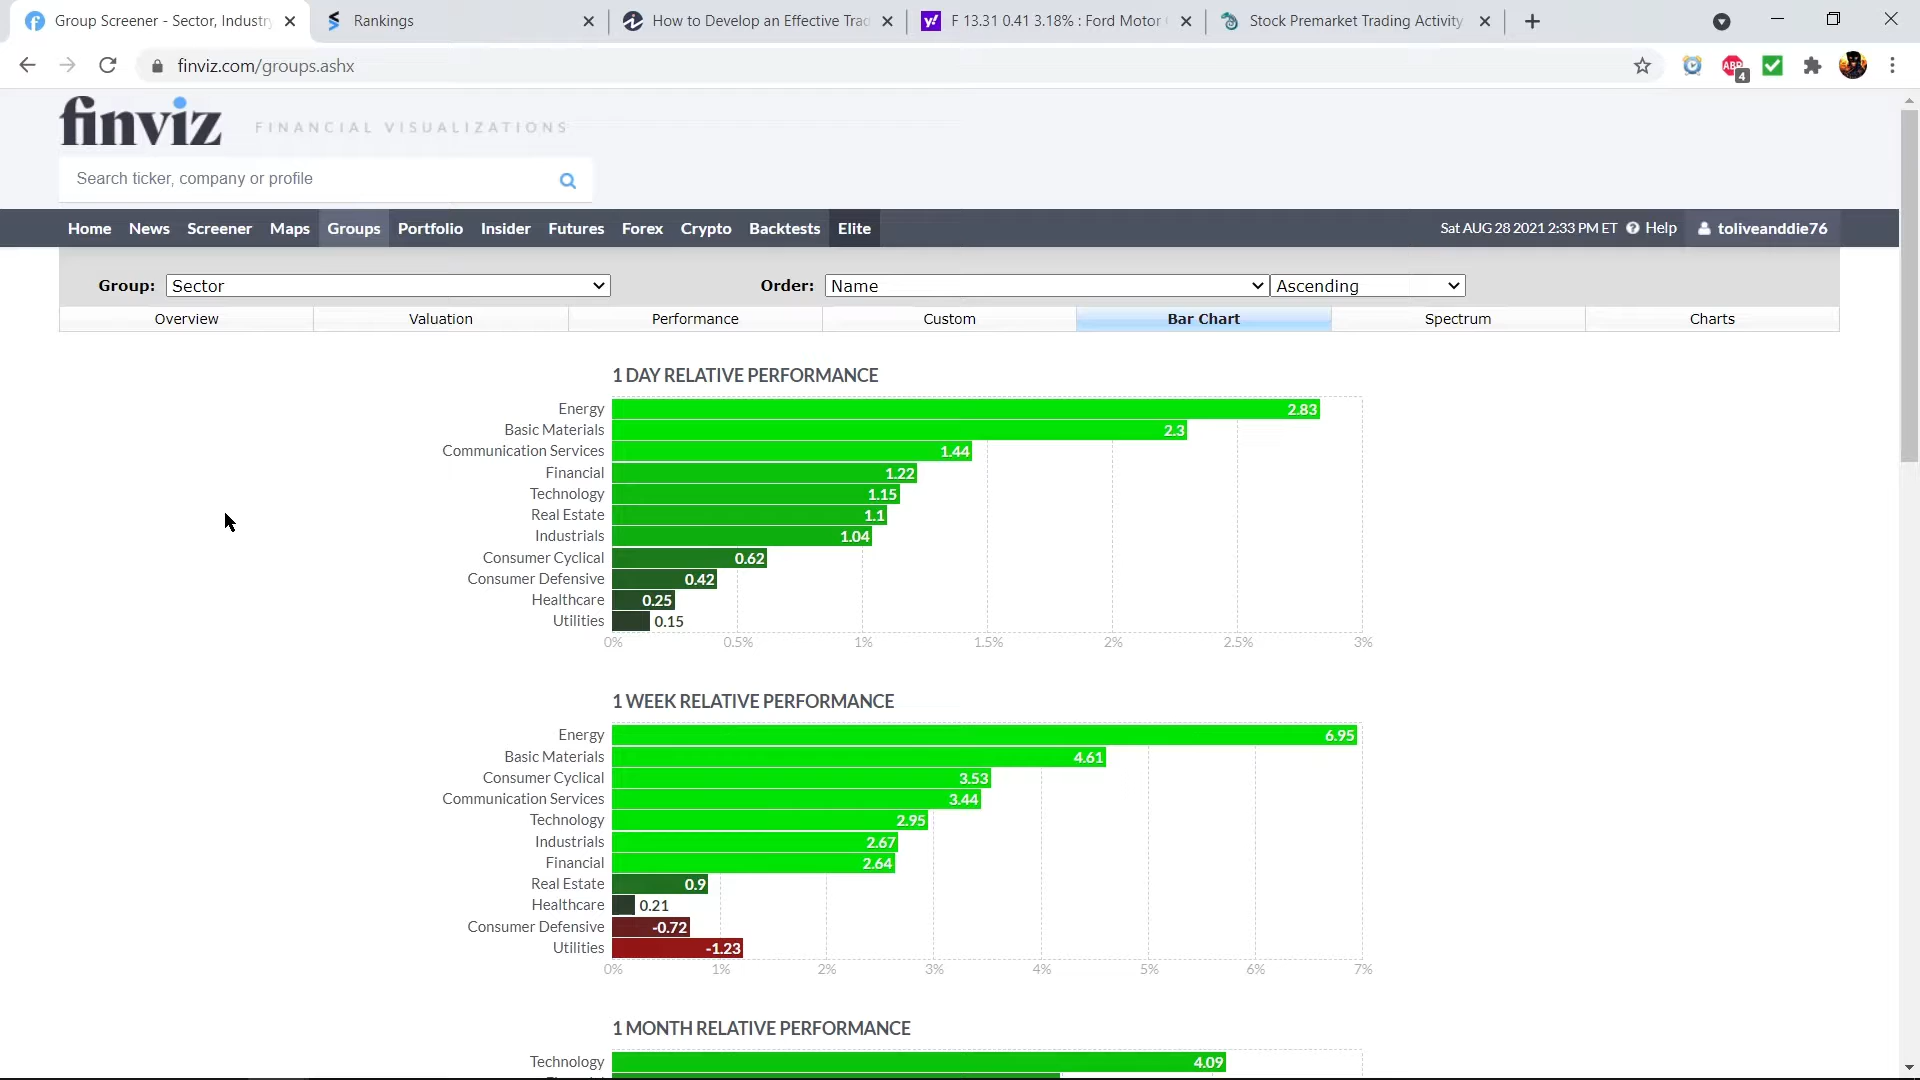 Group Screener - Sector, Industry
Rankings
How to Develop an Effective Trad
F 13.31 0.41 3.18% : Ford Motor
Stock Premarket Trading Activity
finviz.com/groups.ashx
ABP
4
finviz
FINANCIAL VISUALIZATIONS
Search ticker, company or profile
Home News Screener Maps Groups Portfolio Insider Futures Forex Crypto Backtests Elite
Sat AUG 28 2021 2:33 PM ET Help toliveanddie76
Group: Sector Order: Name Ascending
Overview Valuation Performance Custom Bar Chart Spectrum Charts
1 DAY RELATIVE PERFORMANCE
Energy 2.83
Basic Materials 2.3
Communication Services 1.44
Financial 1.22
Technology 1.15
Real Estate 1.1
Industrials 1.04
Consumer Cyclical 0.62
Consumer Defensive 0.42
Healthcare 0.25
Utilities 0.15
0% 0.5% 1% 1.5% 2% 2.5% 3%
1 WEEK RELATIVE PERFORMANCE
Energy 6.95
Basic Materials 4.61
Consumer Cyclical 3.53
Communication Services 3.44
Technology 2.95
Industrials 2.67
Financial 2.64
Real Estate 0.9
Healthcare 0.21
Consumer Defensive -0.72
Utilities -1.23
0% 1% 2% 3% 4% 5% 6% 7%
1 MONTH RELATIVE PERFORMANCE
Technology 4.09